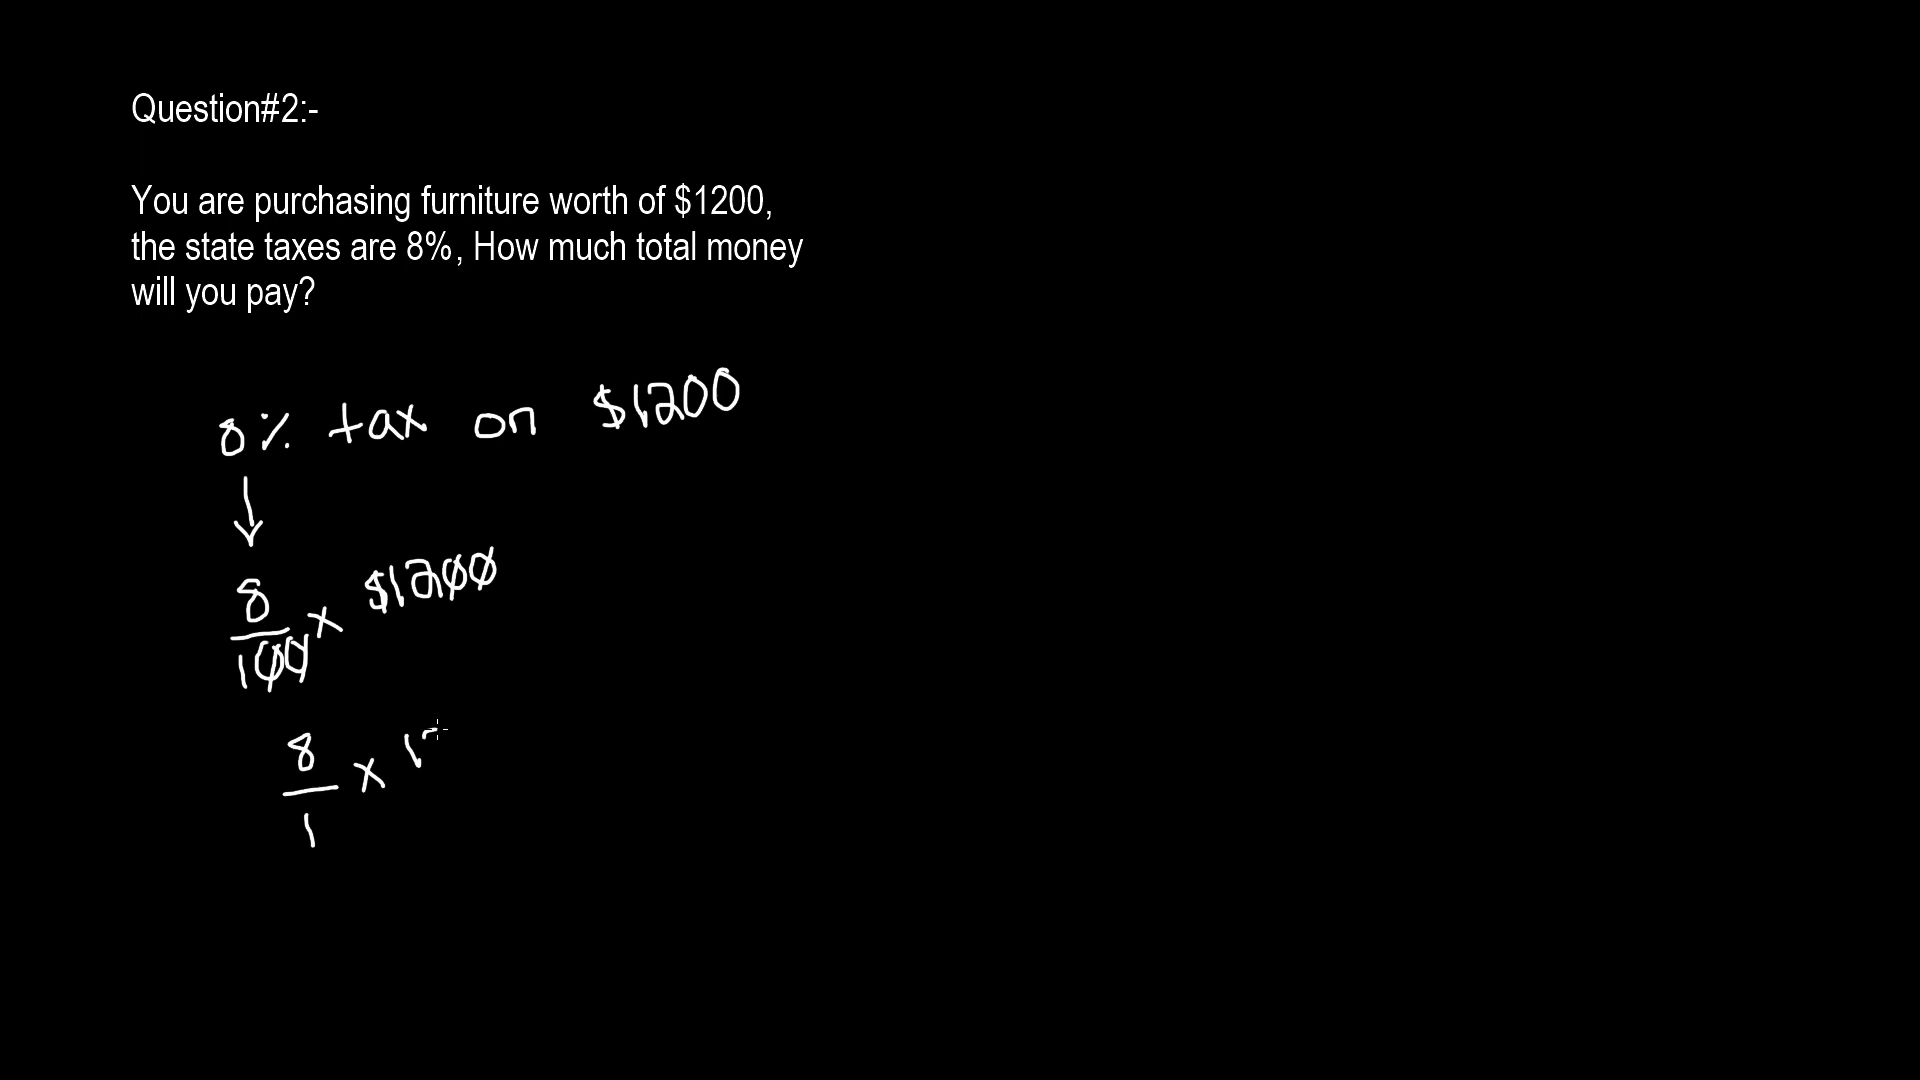 Question#2:-
You are purchasing furniture worth of $1200,
the state taxes are 8%, How much total money
will you pay?
8% tax on $1200
8
100 x $1200
8
1 x 1